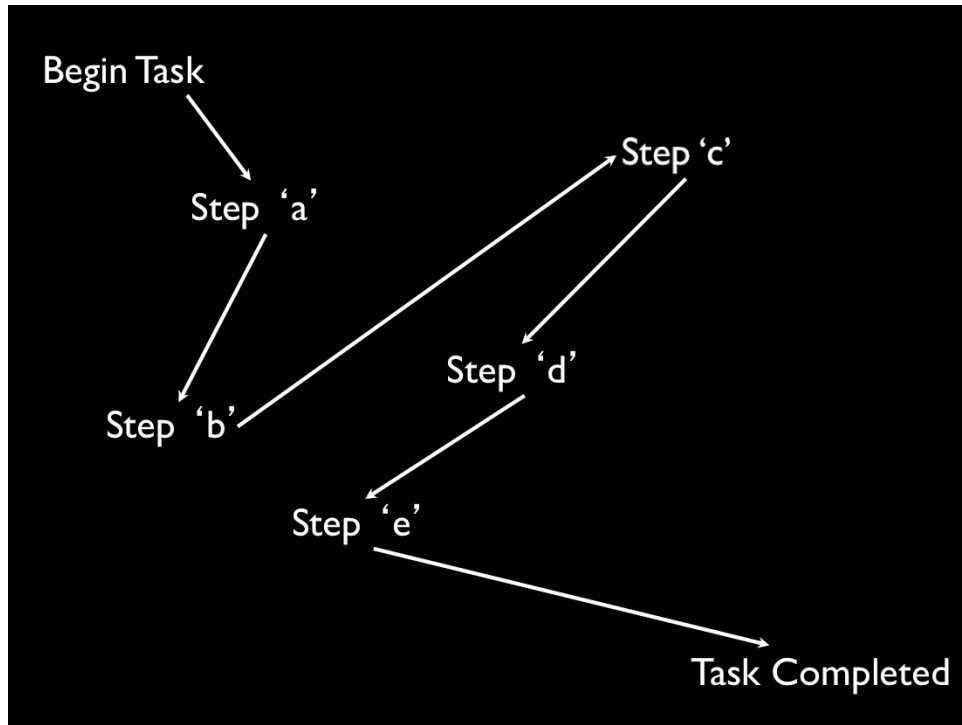 Begin Task
Step ‘a’
Step ‘b’
Step ‘c’
Step ‘d’
Step ‘e’
Task Completed